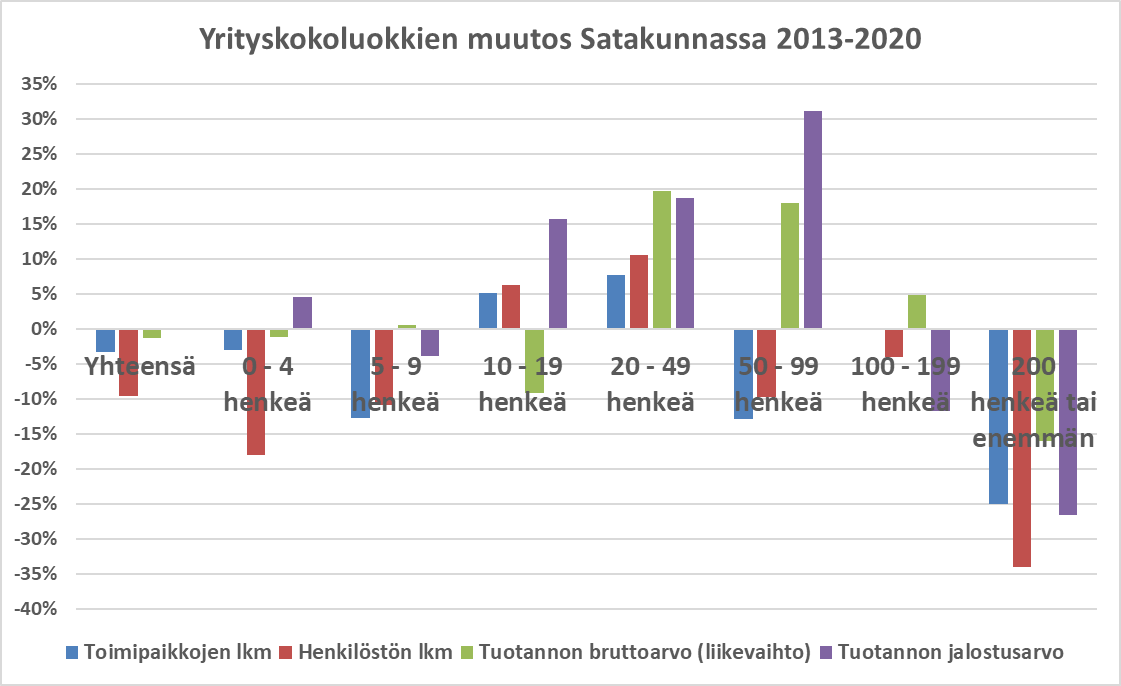 Yrityskokoluokkien muutos Satakunnassa 2013-2020
35%
30%
25%
20%
15%
10%
5%
0%
-5%
-10%
-15%
-20%
-25%
-30%
-35%
-40%
Yhteensä
0 - 4
henkeä
5 - 9
henkeä
10 - 19
henkeä
20 - 49
henkeä
50 - 99
henkeä
100 - 199
henkeä
200
henkeä tai
enemmän
Toimipaikkojen lkm
Henkilöstön lkm
Tuotannon bruttoarvo (liikevaihto)
Tuotannon jalostusarvo